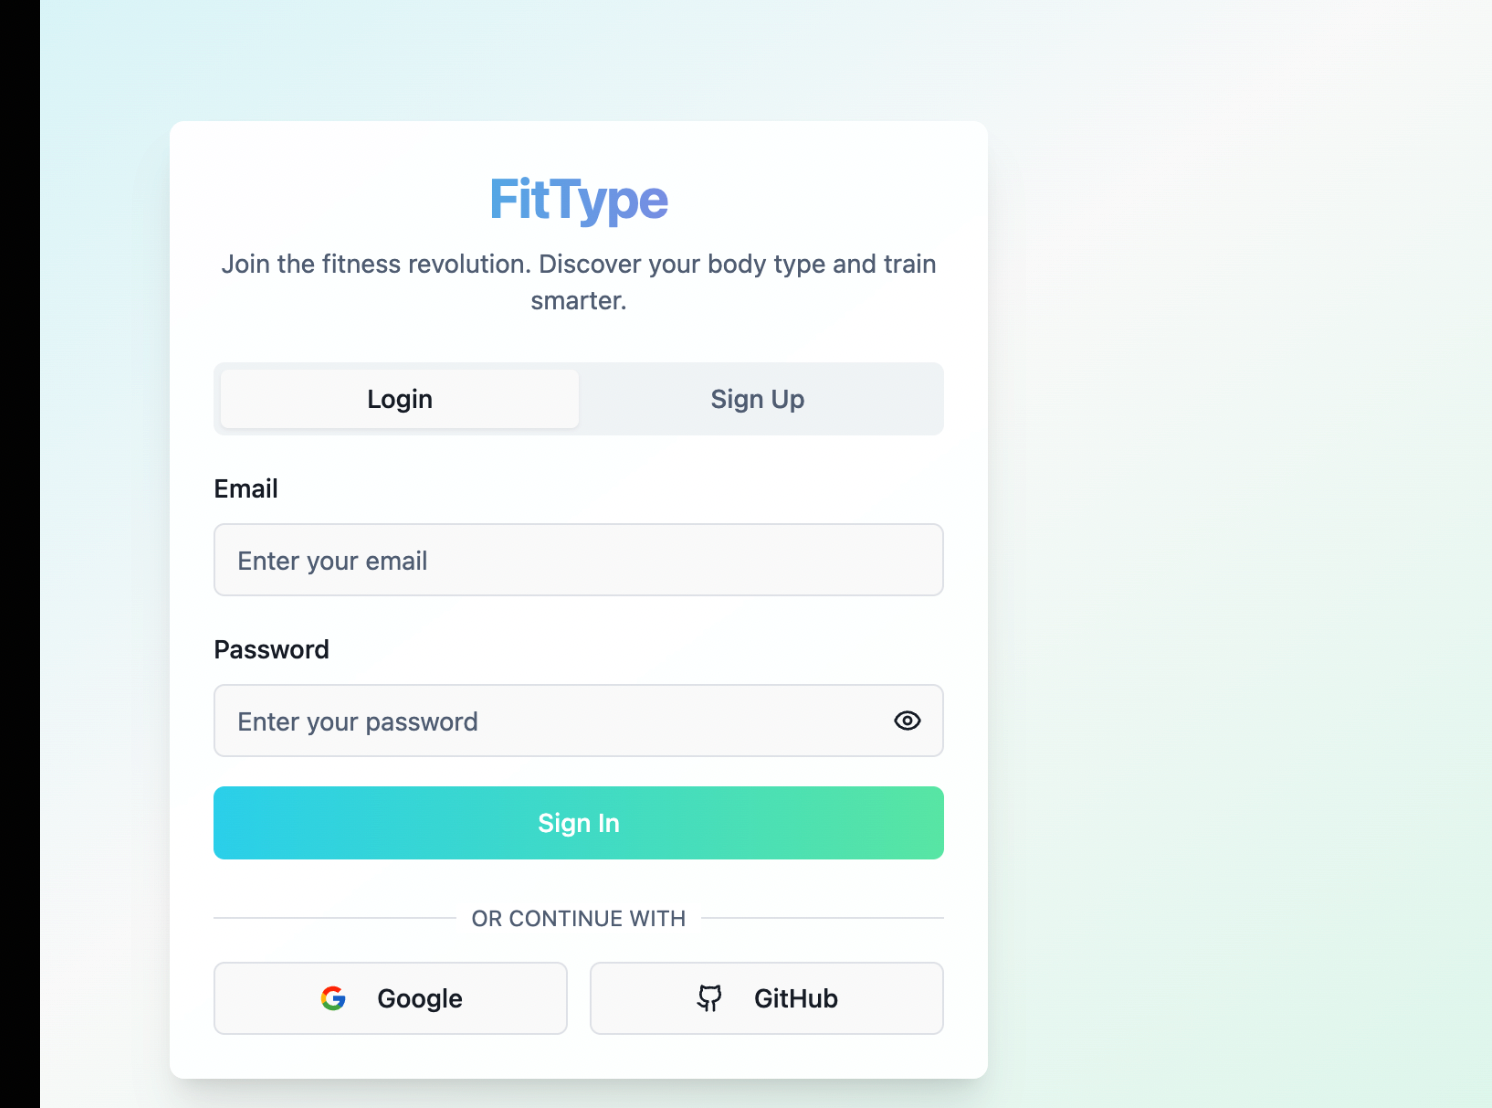 FitType
Join the fitness revolution. Discover your body type and train
smarter.
Login
Sign Up
Email
Enter your email
Password
Enter your password
Sign In
OR CONTINUE WITH
Google
GitHub